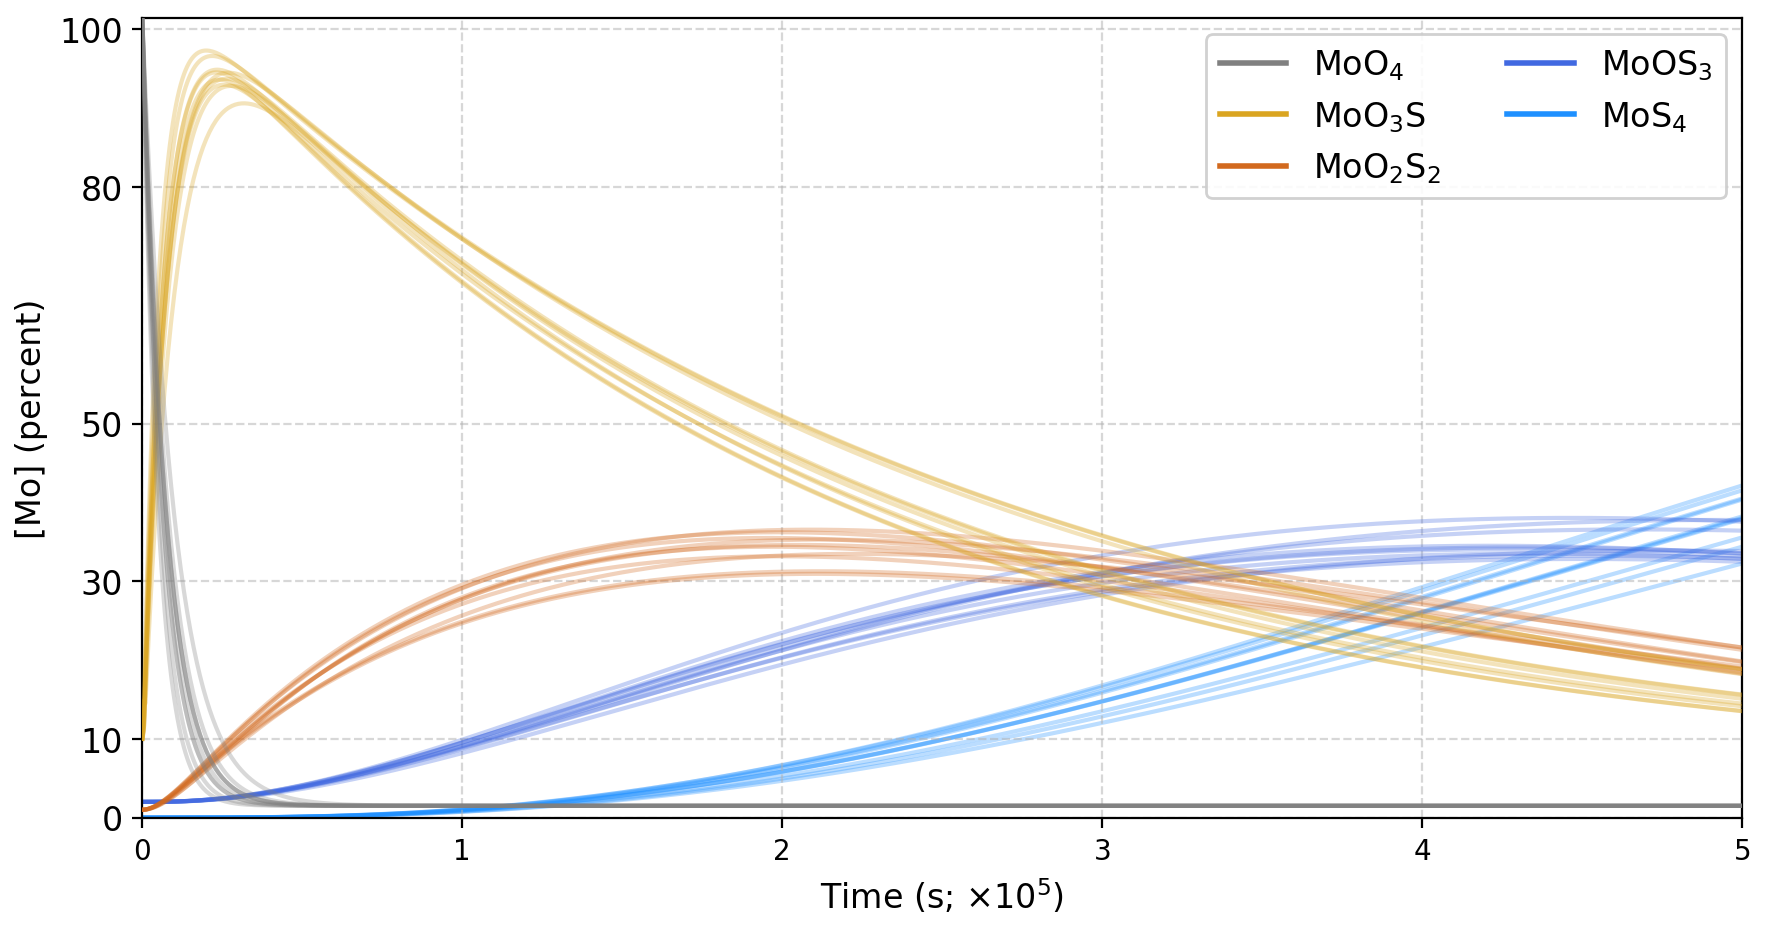 100
80
50
30
10
0
[Mo] (percent)
MoO₄
MoO₃S
MoO₂S₂
MoOS₃
MoS₄
0 1 2 3 4 5
Time (s; ×10⁵)